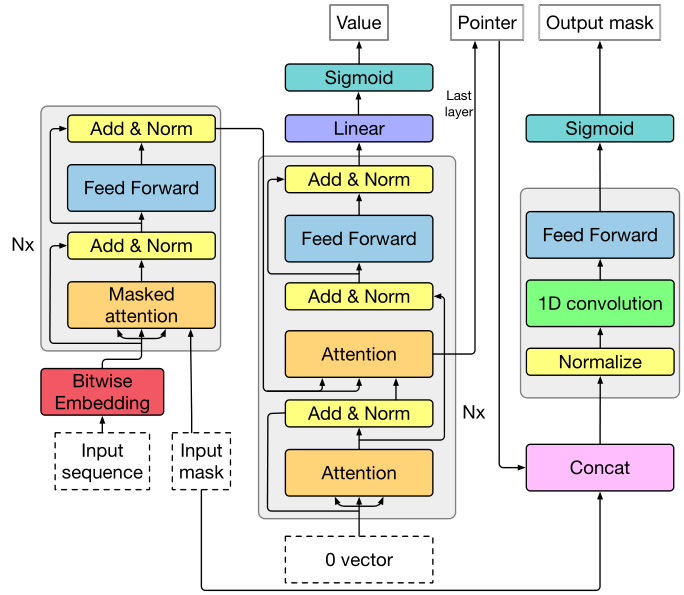 Value
Pointer
Output mask
Sigmoid
Last
layer
Add & Norm
Linear
Sigmoid
Add & Norm
Feed Forward
Feed Forward
Feed Forward
Nx
Add & Norm
Add & Norm
1D convolution
Masked
attention
Attention
Normalize
Bitwise
Embedding
Add & Norm
Nx
Input
sequence
Input
mask
Attention
Concat
0 vector